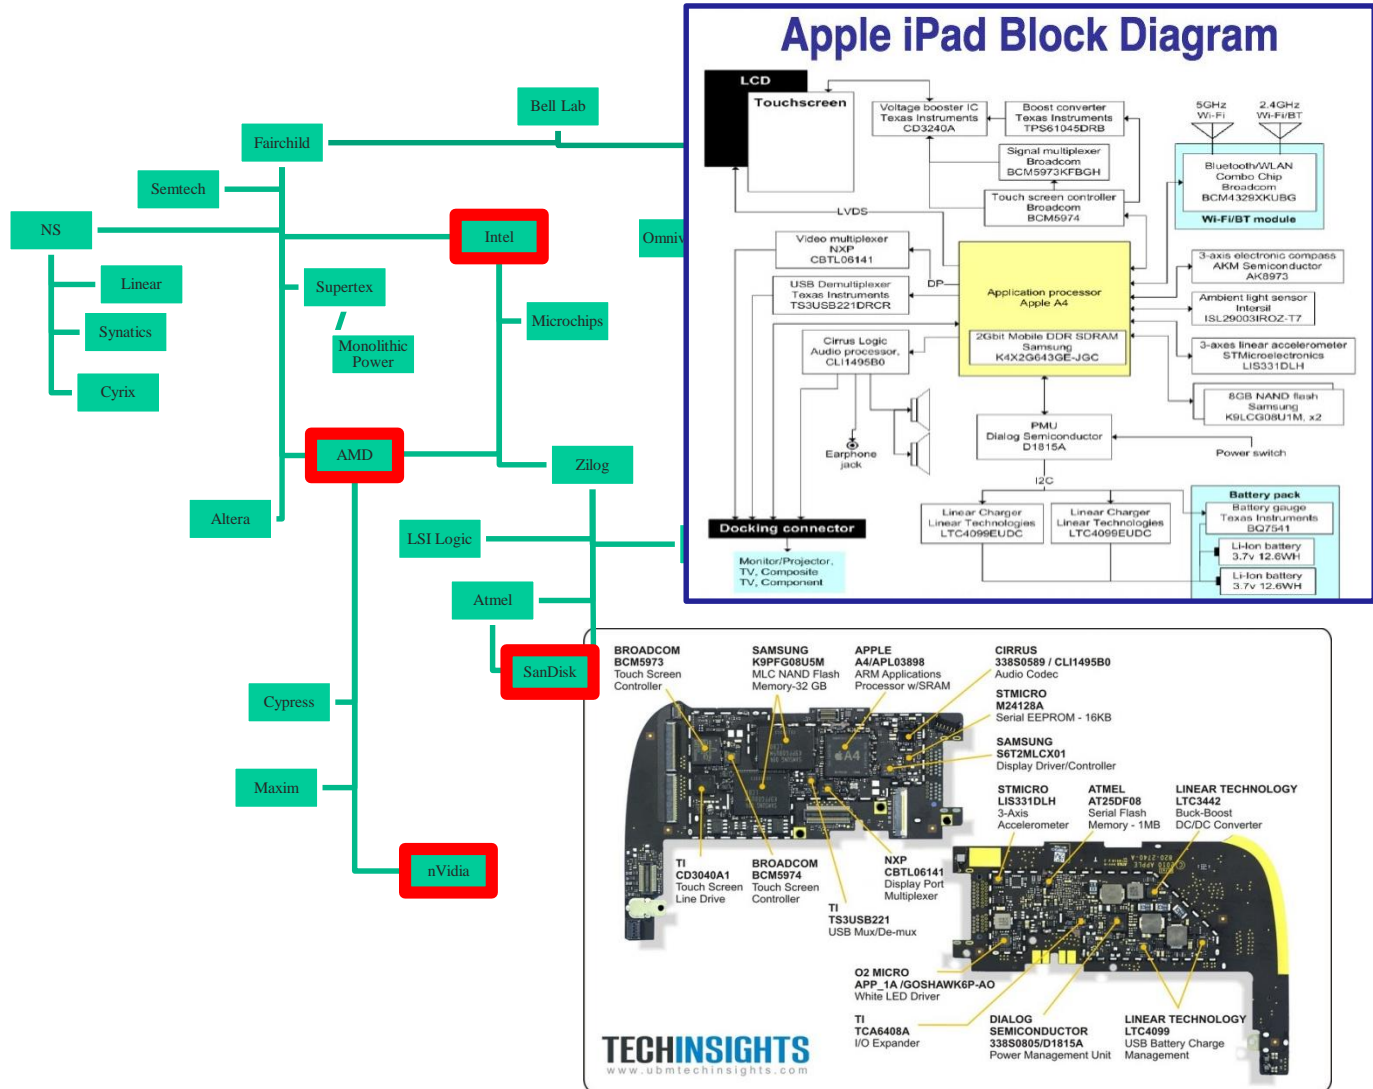 Apple iPad Block Diagram
Bell Lab
Fairchild
Semtech
NS
Intel
Linear
Supertex
Synatics
Microchips
Monolithic
Power
Cyrix
AMD
Zilog
Altera
LSI Logic
Atmel
SanDisk
Cypress
Maxim
nVidia
LCD
Touchscreen
Voltage booster IC
Texas Instruments
CD3240A
Boost converter
Texas Instruments
TPS61045DRB
5GHz
Wi-Fi
2.4GHz
Wi-Fi/BT
Signal multiplexer
Broadcom
BCM5973KFBGH
Bluetooth/WLAN
Combo Chip
Broadcom
BCM4329XKUBG
Wi-Fi/BT module
Touch screen controller
Broadcom
BCM5974
LVDS
Video multiplexer
NXP
CBTL06141
DP
USB Demultiplexer
Texas Instruments
TS3USB221DRCR
Application processor
Apple A4
2Gbit Mobile DDR SDRAM
Samsung
K4X2G643GE-JGC
3-axis electronic compass
AKM Semiconductor
AK8973
Ambient light sensor
Intersil
ISL29003IROZ-T7
Cirrus Logic
Audio processor,
CLI1495B0
3-axes linear accelerometer
STMicroelectronics
LIS331DLH
8GB NAND flash
Samsung
K9LCG08U1M, x2
PMU
Dialog Semiconductor
D1815A
Earphone
jack
Power switch
I2C
Battery pack
Battery gauge
Texas Instruments
BQ7541
Linear Charger
Linear Technologies
LTC4099EUDC
Linear Charger
Linear Technologies
LTC4099EUDC
Docking connector
Li-Ion battery
3.7v 12.6WH
Li-Ion battery
3.7v 12.6WH
Monitor/Projector,
TV, Composite
TV, Component
BROADCOM
BCM5973
Touch Screen
Controller
SAMSUNG
K9PFG08U5M
MLC NAND Flash
Memory-32 GB
APPLE
A4/APL03898
ARM Applications
Processor w/SRAM
CIRRUS
338S0589 / CLI1495B0
Audio Codec
STMICRO
M24128A
Serial EEPROM - 16KB
SAMSUNG
S6T2MLCX01
Display Driver/Controller
A4
STMICRO
LIS331DLH
3-Axis
Accelerometer
ATMEL
AT25DF08
Serial Flash
Memory - 1MB
LINEAR TECHNOLOGY
LTC3442
Buck-Boost
DC/DC Converter
TI
CD3040A1
Touch Screen
Line Drive
BROADCOM
BCM5974
Touch Screen
Controller
TI
TS3USB221
USB Mux/De-mux
NXP
CBTL06141
Display Port
Multiplexer
O2 MICRO
APP_1A /GOSHAWK6P-AO
White LED Driver
TI
TCA6408A
I/O Expander
DIALOG
SEMICONDUCTOR
338S0805/D1815A
Power Management Unit
LINEAR TECHNOLOGY
LTC4099
USB Battery Charge
Management
TECHINSIGHTS
www.ubmtechinsights.com